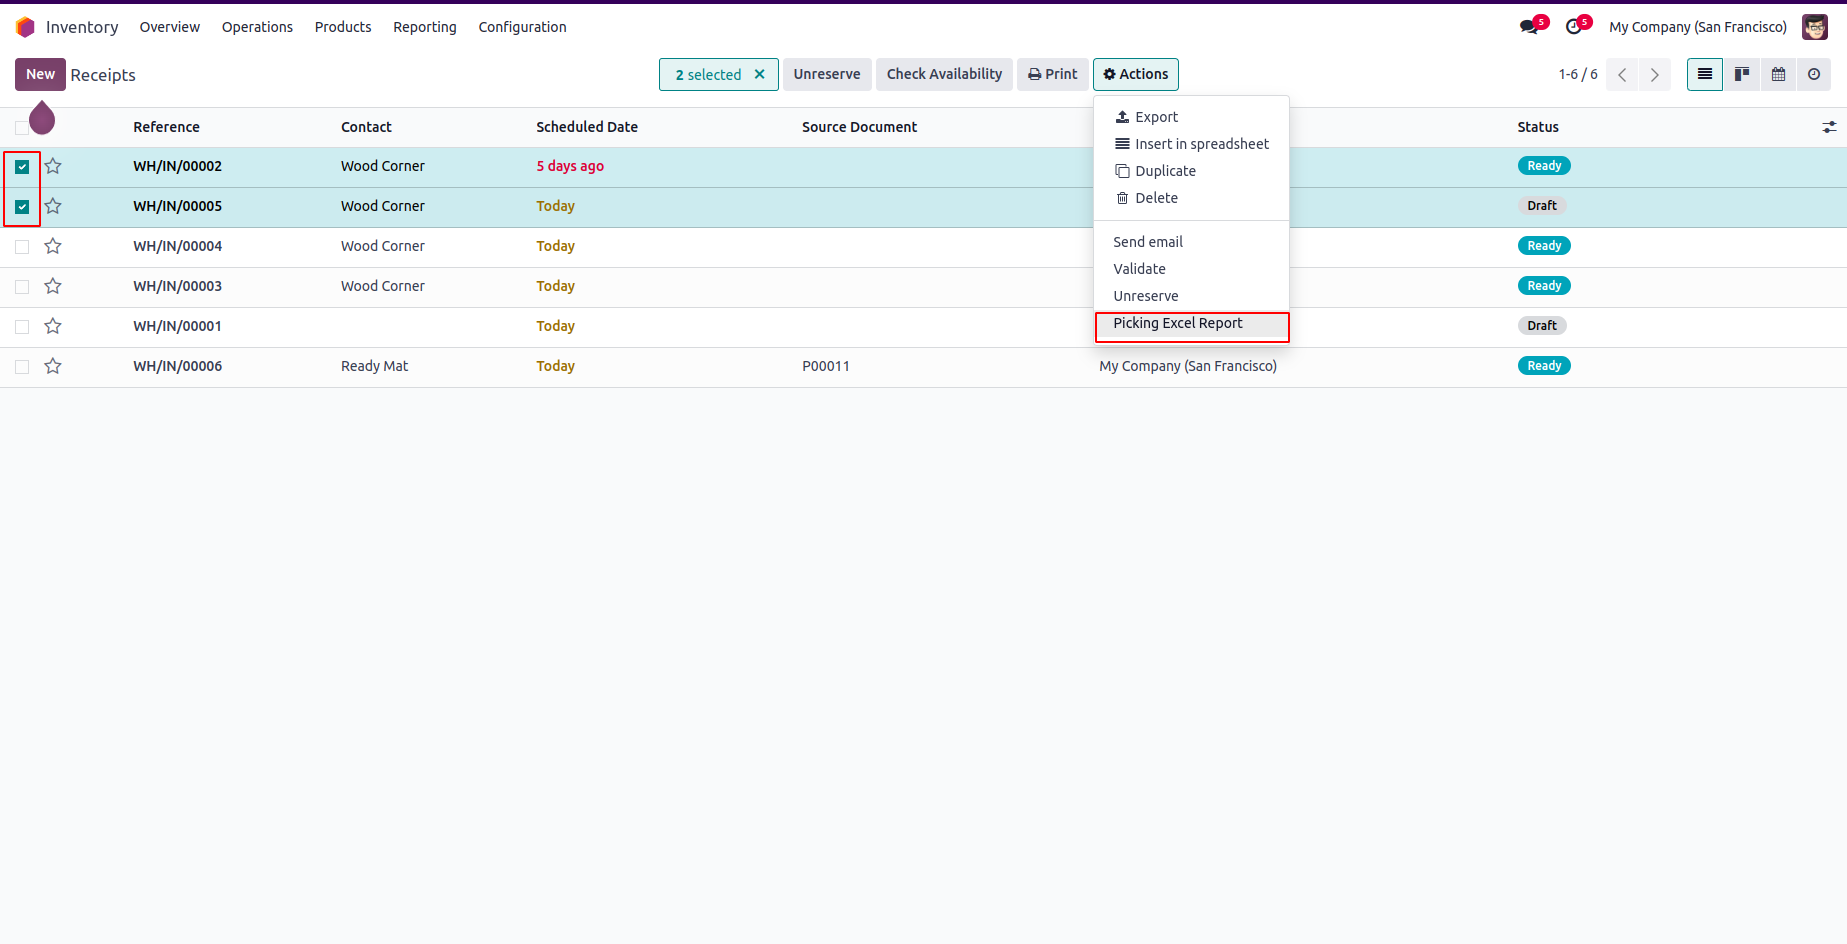 Inventory Overview Operations Products Reporting Configuration 5 5 My Company (San Francisco)
New Receipts 2 selected × Unreserve Check Availability Print Actions 1-6 / 6
Reference Contact Scheduled Date Source Document Status
WH/IN/00002 Wood Corner 5 days ago Ready
WH/IN/00005 Wood Corner Today Draft
WH/IN/00004 Wood Corner Today Ready
WH/IN/00003 Wood Corner Today Ready
WH/IN/00001 Today Draft
WH/IN/00006 Ready Mat Today P00011 My Company (San Francisco) Ready
Export
Insert in spreadsheet
Duplicate
Delete
Send email
Validate
Unreserve
Picking Excel Report